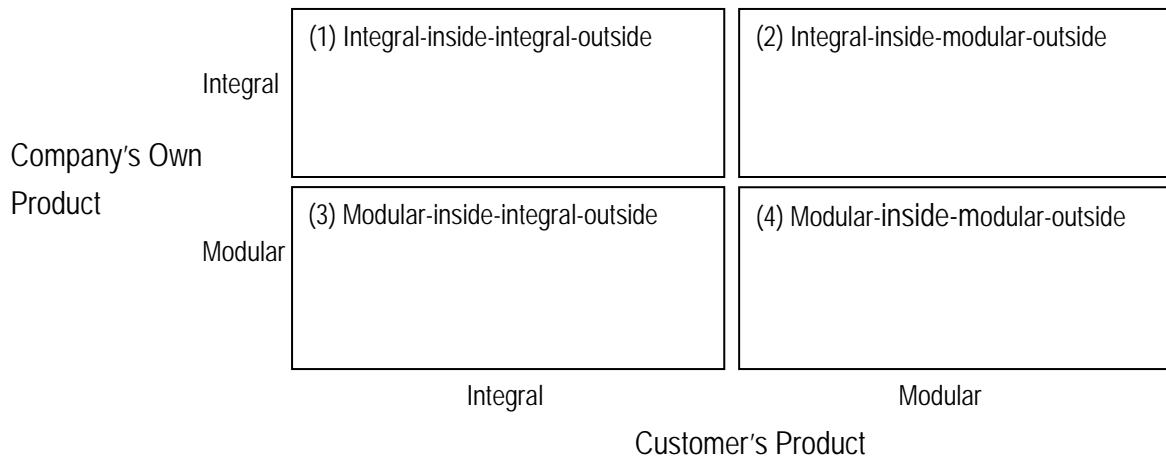 (1) Integral-inside-integral-outside
(2) Integral-inside-modular-outside
Integral
Company's Own
Product
(3) Modular-inside-integral-outside
(4) Modular-inside-modular-outside
Modular
Integral
Modular
Customer's Product